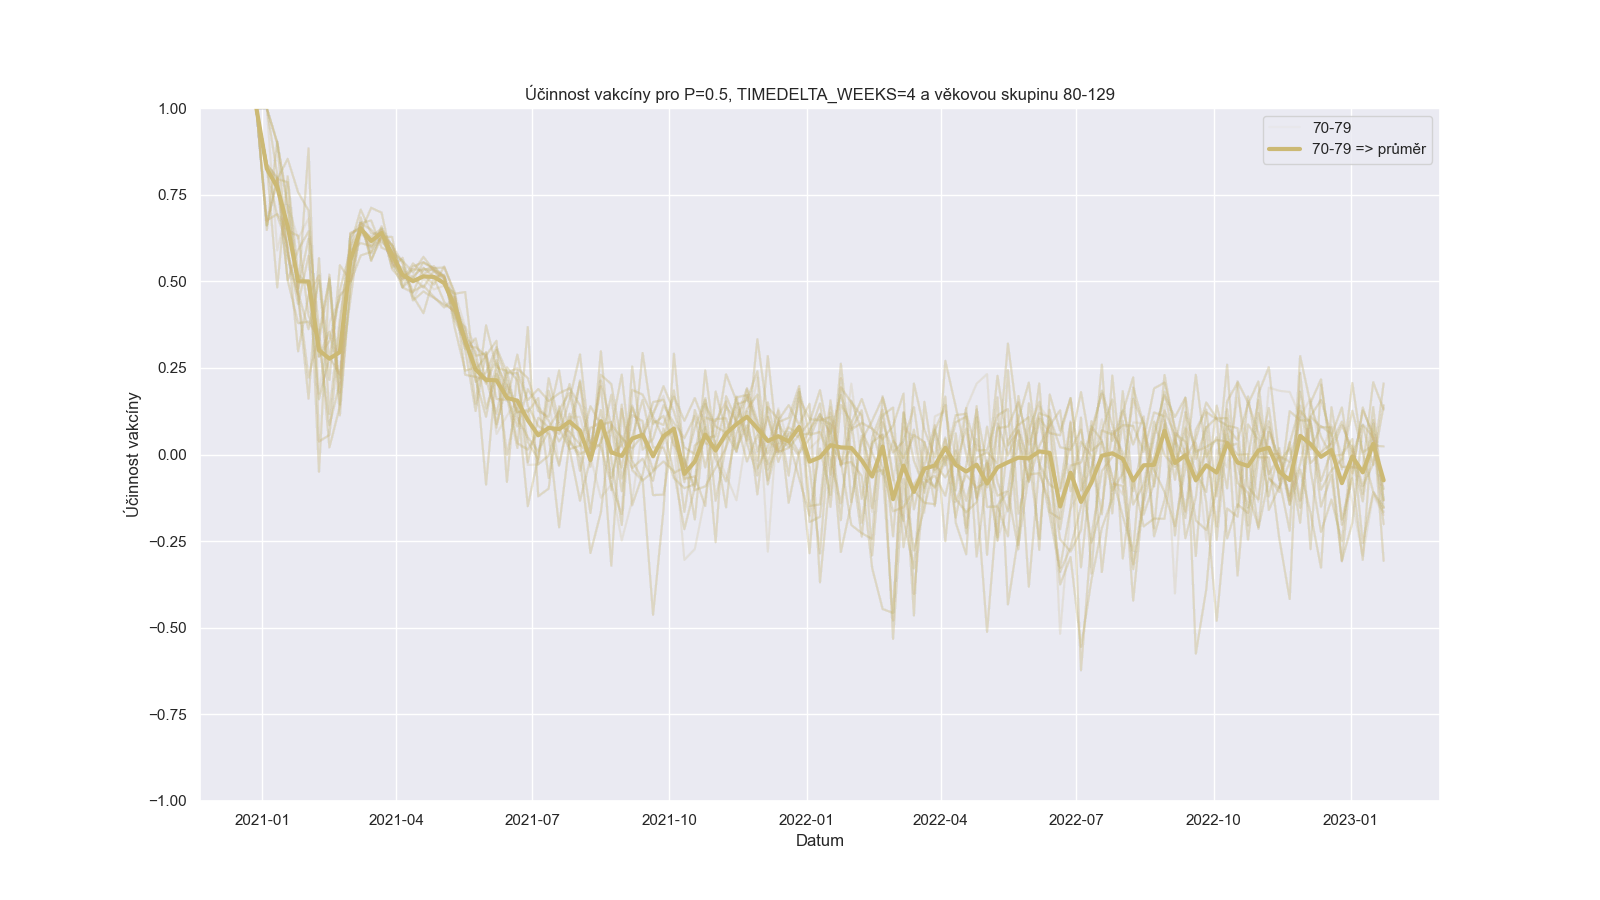 Účinnost vakcíny pro P=0.5, TIMEDELTA_WEEKS=4 a věkovou skupinu 80-129
70-79
70-79 => průměr
1.00
0.75
0.50
0.25
0.00
−0.25
−0.50
−0.75
−1.00
Účinnost vakcíny
2021-01 2021-04 2021-07 2021-10 2022-01 2022-04 2022-07 2022-10 2023-01
Datum